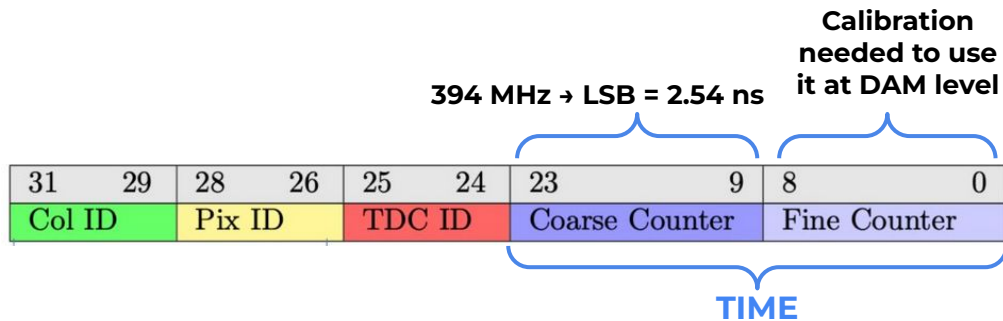 Calibration
needed to use
it at DAM level
394 MHz → LSB = 2.54 ns
31 29 28 26 25 24 23 9 8 0
Col ID Pix ID TDC ID Coarse Counter Fine Counter
TIME